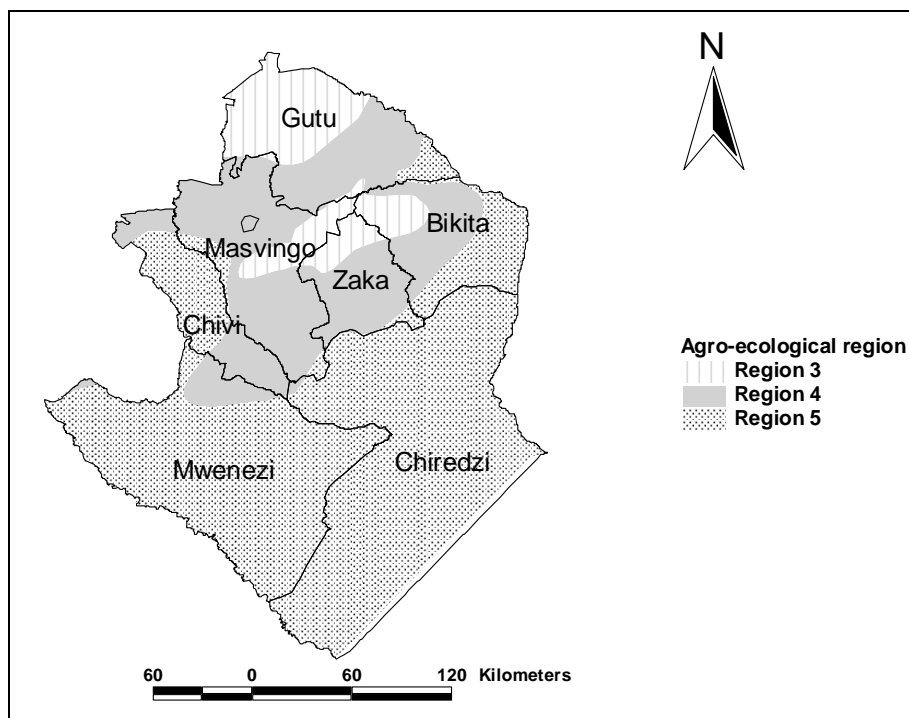 N
Gutu
Bikita
Masvingo
Zaka
Chivi
Agro-ecological region
Region 3
Region 4
Region 5
Mwenezi
Chiredzi
60 0 60 120 Kilometers